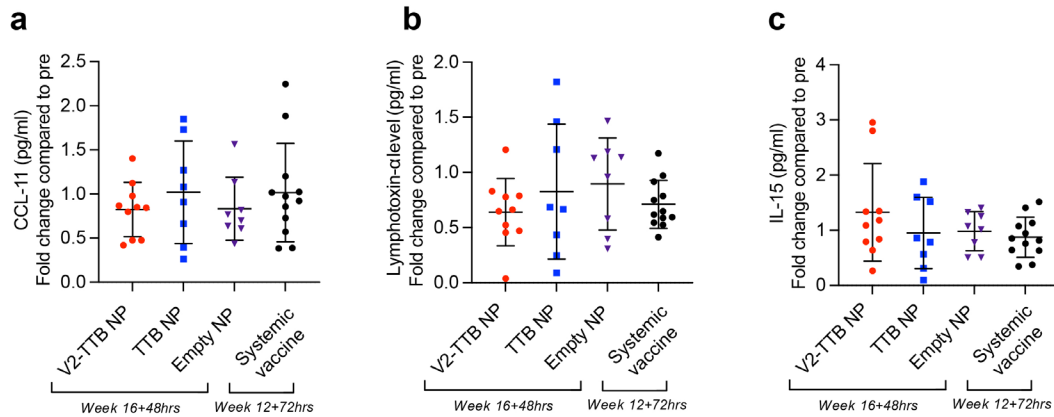 a
CCL-11 (pg/ml)
Fold change compared to pre
2.5
2.0
1.5
1.0
0.5
0.0
V2-TTB NP
TTB NP
Empty NP
Systemic
vaccine
Week 16+48hrs
Week 12+72hrs
b
Lymphotoxin-αlevel (pg/ml)
Fold change compared to pre
2.0
1.5
1.0
0.5
0.0
V2-TTB NP
TTB NP
Empty NP
Systemic
vaccine
Week 16+48hrs
Week 12+72hrs
c
IL-15 (pg/ml)
Fold change compared to pre
4
3
2
1
0
V2-TTB NP
TTB NP
Empty NP
Systemic
vaccine
Week 16+48hrs
Week 12+72hrs